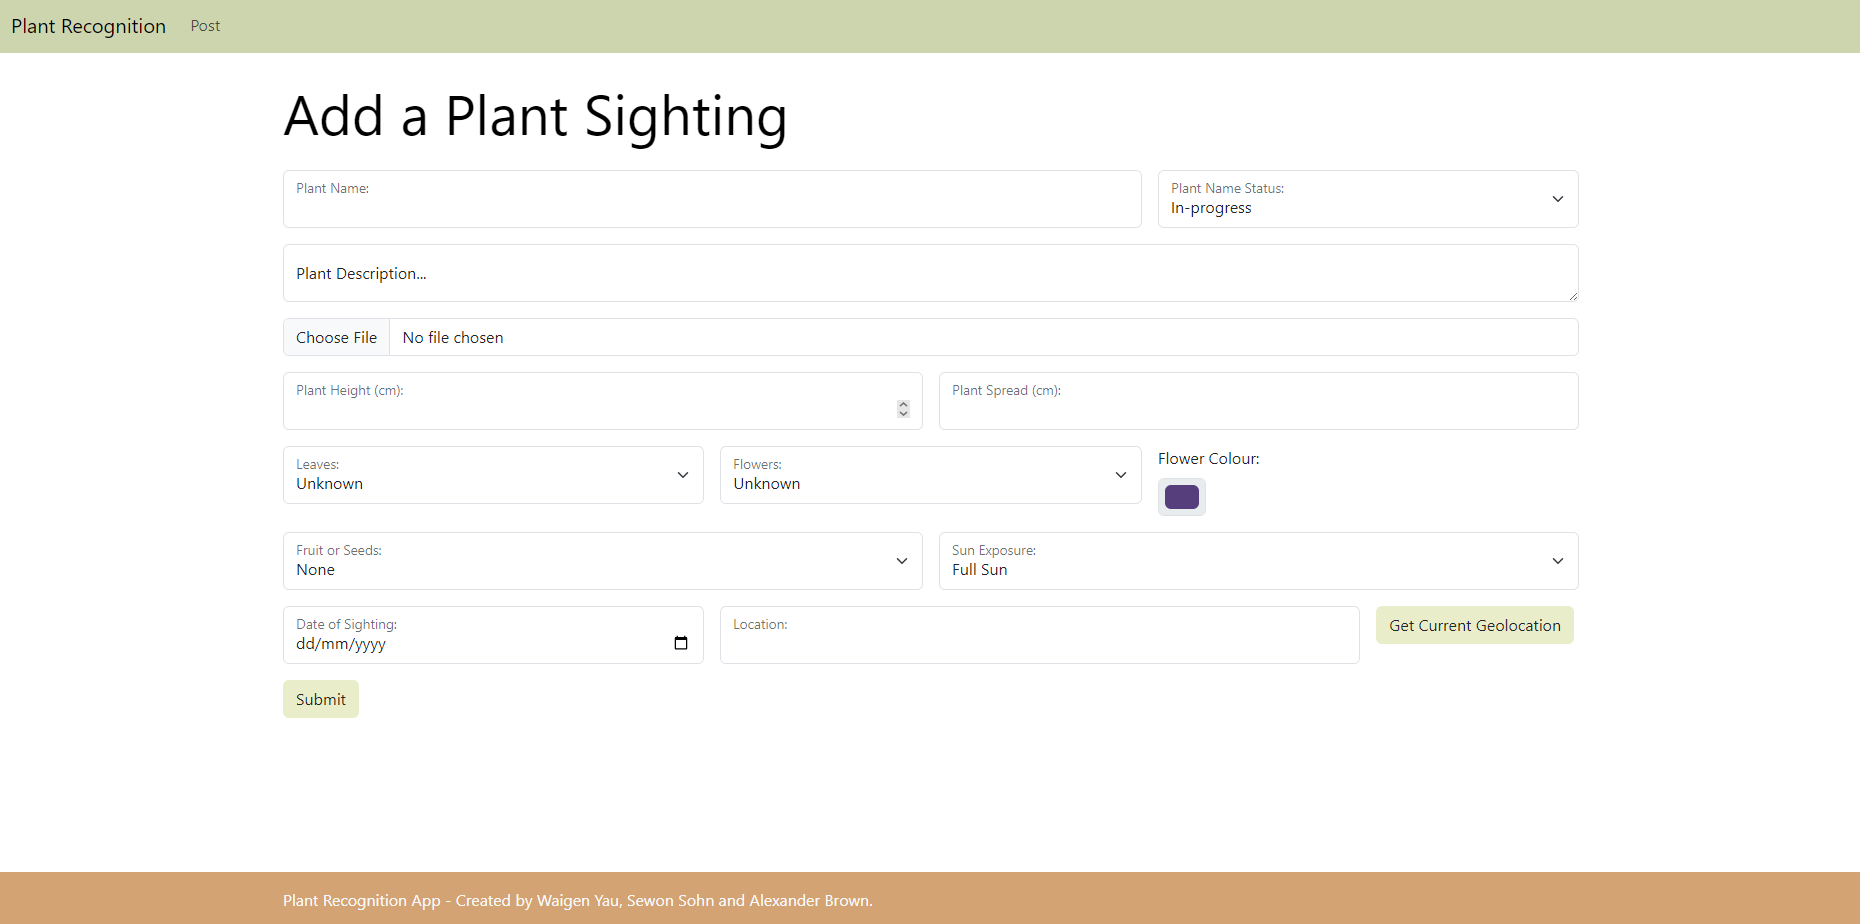 Plant Recognition Post
Add a Plant Sighting
Plant Name:
Plant Name Status:
In-progress
Plant Description...
Choose File No file chosen
Plant Height (cm):
Plant Spread (cm):
Leaves:
Unknown
Flowers:
Unknown
Flower Colour:
Fruit or Seeds:
None
Sun Exposure:
Full Sun
Date of Sighting:
dd/mm/yyyy
Location:
Get Current Geolocation
Submit
Plant Recognition App - Created by Waigen Yau, Sewon Sohn and Alexander Brown.